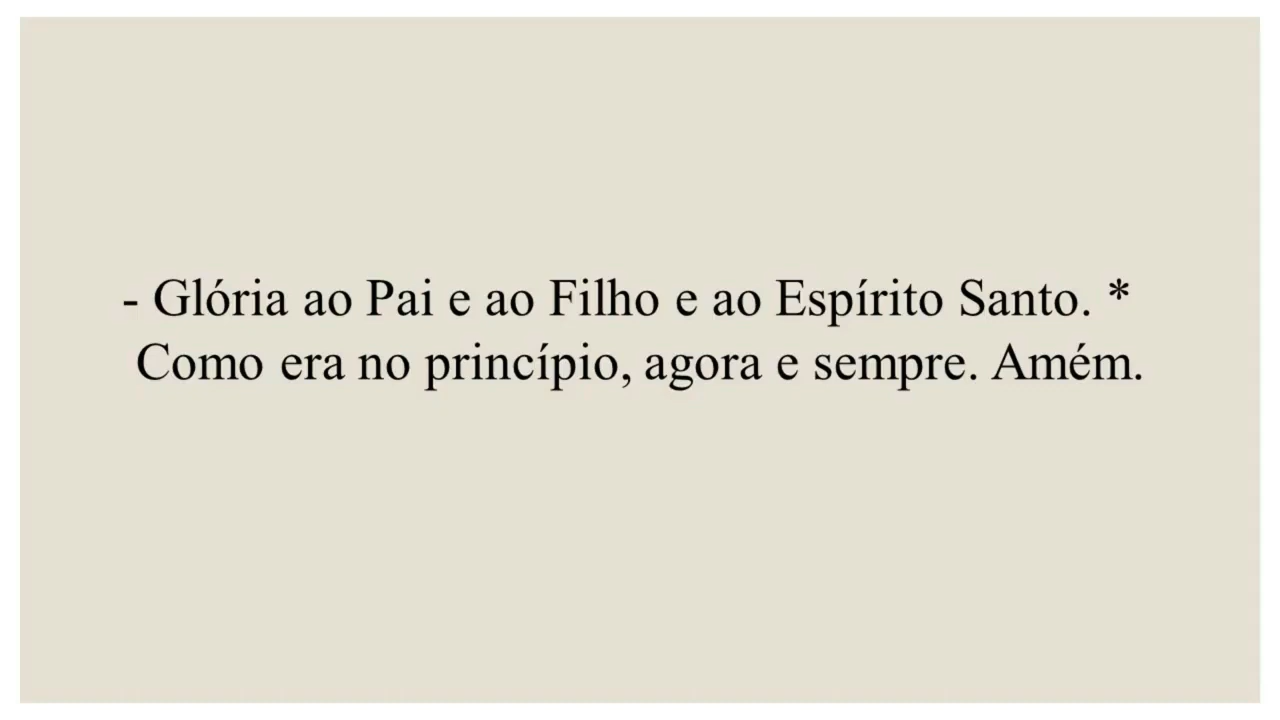 - Glória ao Pai e ao Filho e ao Espírito Santo. *
Como era no princípio, agora e sempre. Amém.